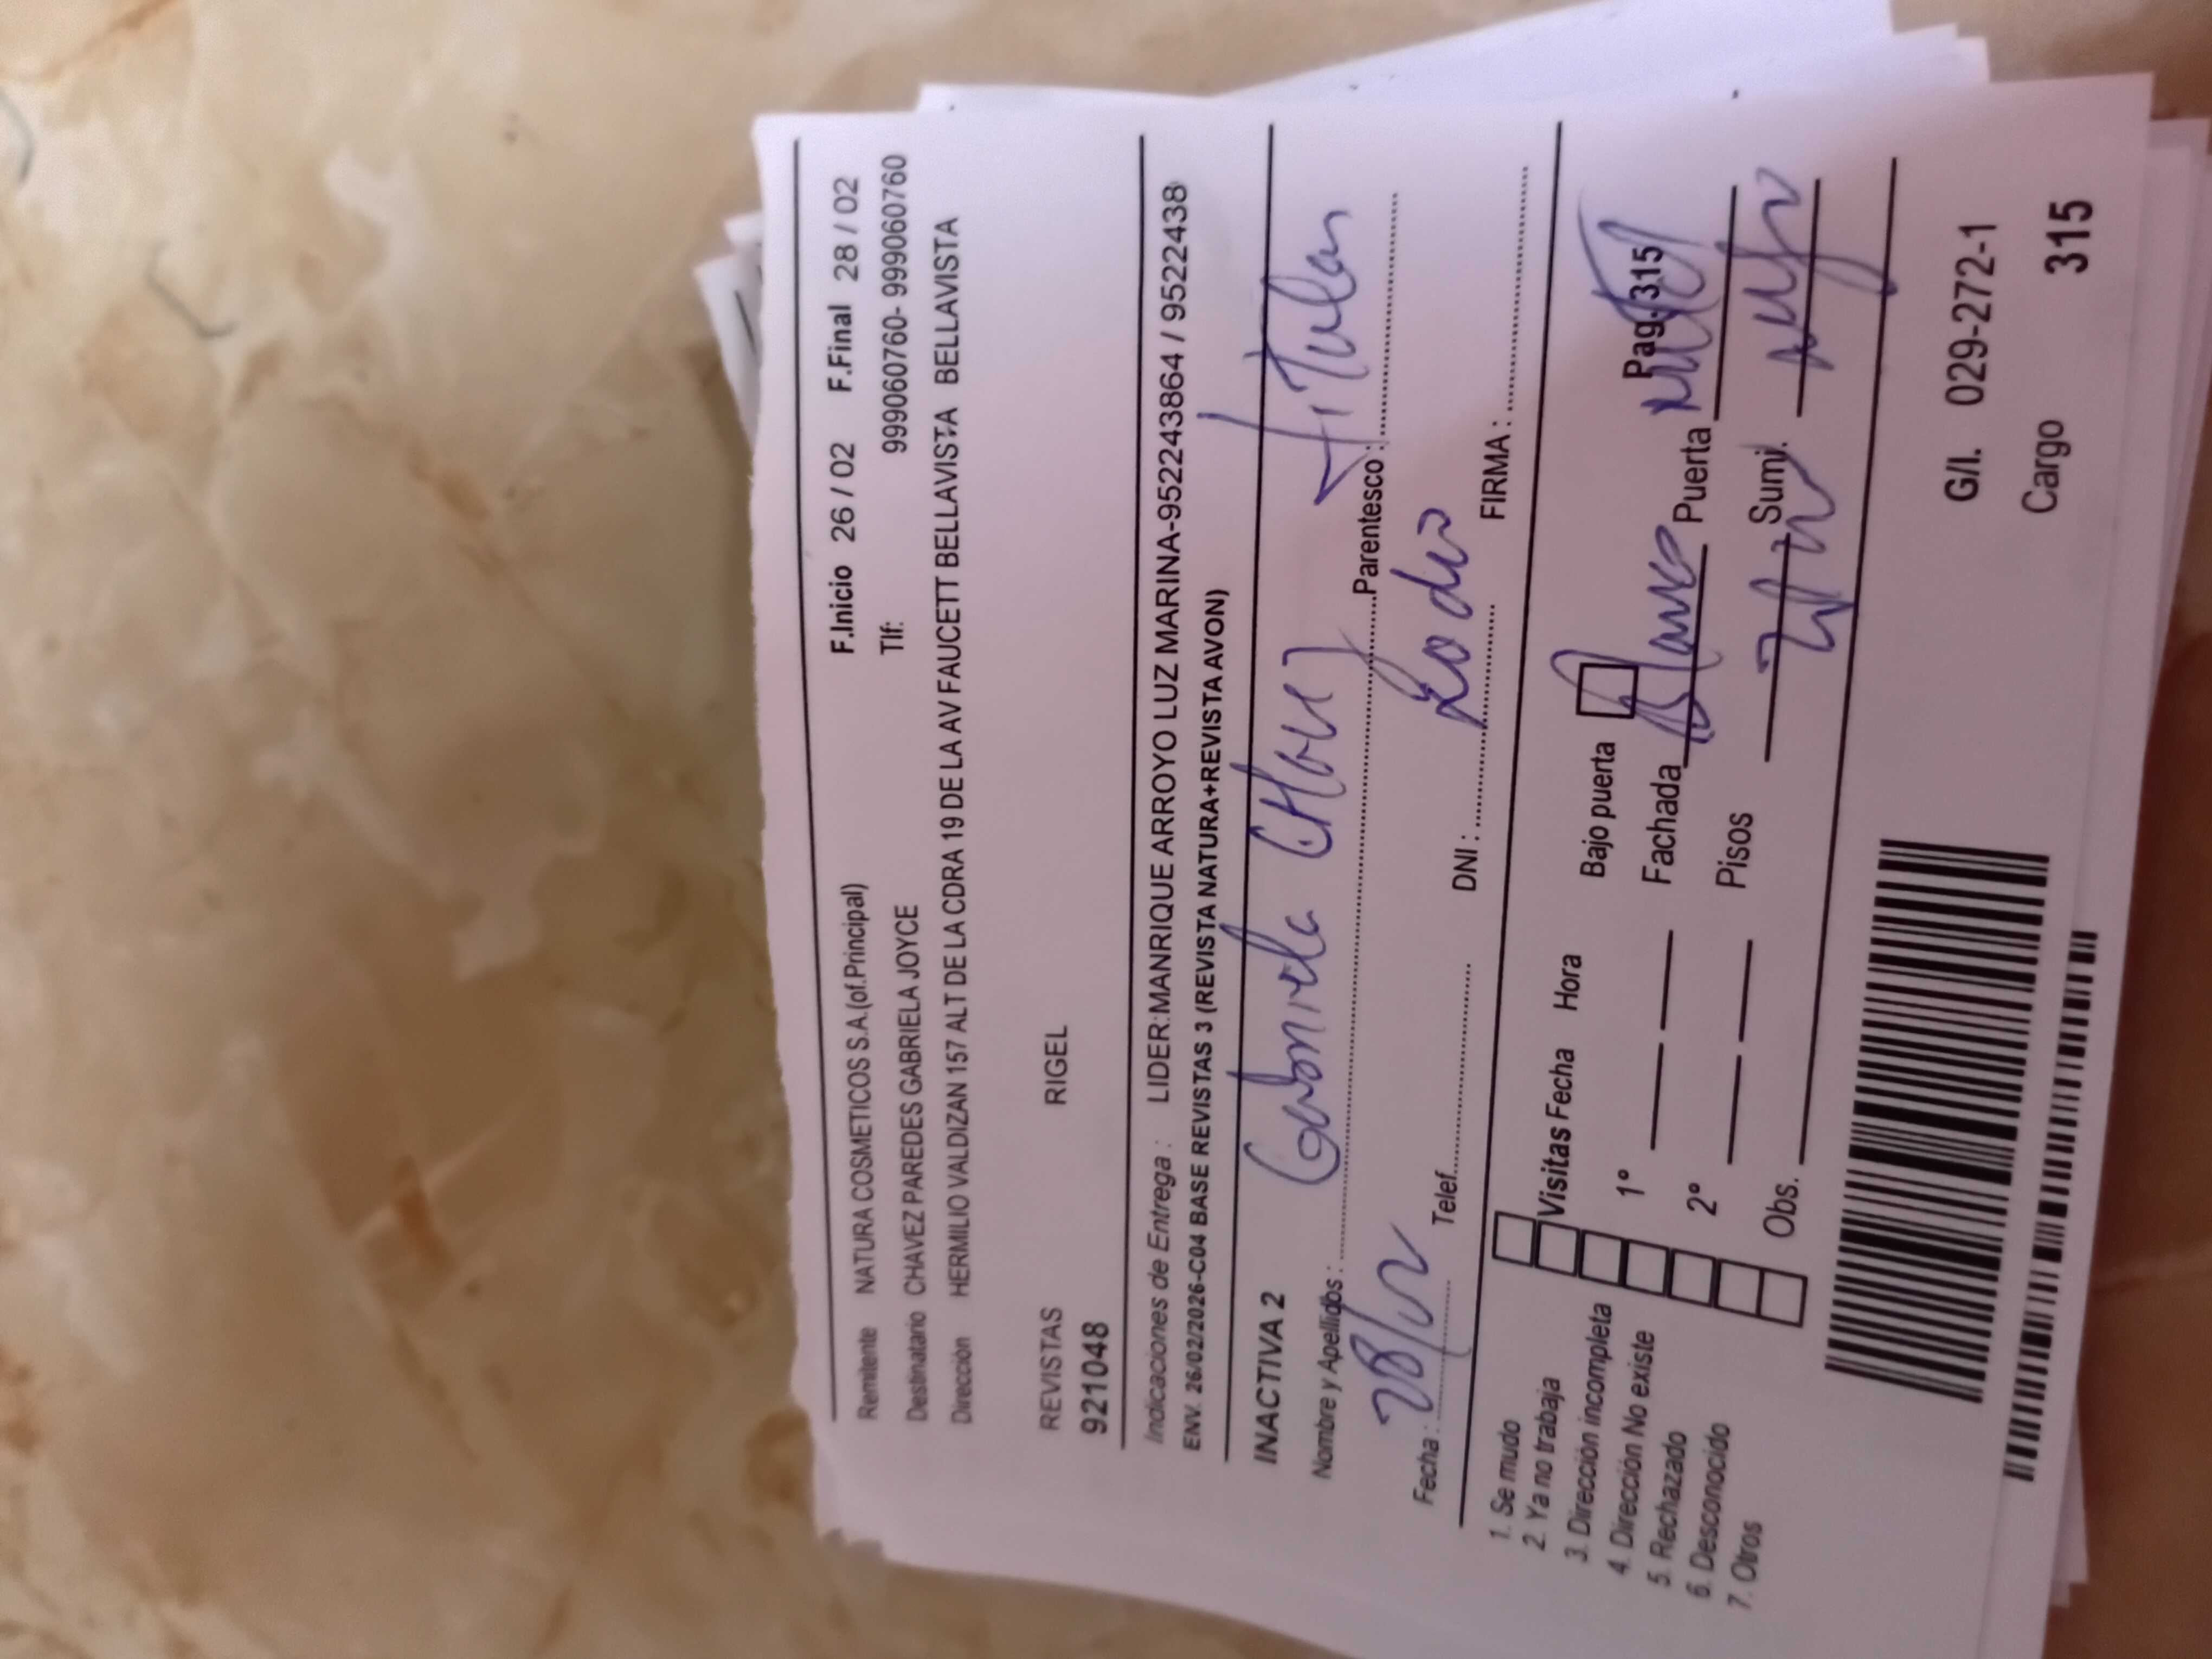 F.Inicio 26 / 02 F.Final 28 / 02
Remitente NATURA COSMETICOS S.A.(of.Principal) Tlf: 999060760- 999060760
Destinatario CHAVEZ PAREDES GABRIELA JOYCE
Dirección HERMILIO VALDIZAN 157 ALT DE LA CDRA 19 DE LA AV FAUCETT BELLAVISTA BELLAVISTA
REVISTAS RIGEL
921048
Indicaciones de Entrega : LIDER:MANRIQUE ARROYO LUZ MARINA-952243864 / 9522438
ENV. 26/02/2026-C04 BASE REVISTAS 3 (REVISTA NATURA+REVISTA AVON)
INACTIVA 2
Nombre y Apellidos : Gabriela Parentesco : Titular
Fecha : 28/02 Telef. DNI : FIRMA :
1. Se mudo
2. Ya no trabaja
3. Dirección incompleta
4. Dirección No existe
5. Rechazado
6. Desconocido
7. Otros
Visitas Fecha Hora Bajo puerta Pag.315
1° Fachada Puerta
2° Pisos Sumi.
Obs.
G/I. 029-272-1
Cargo 315